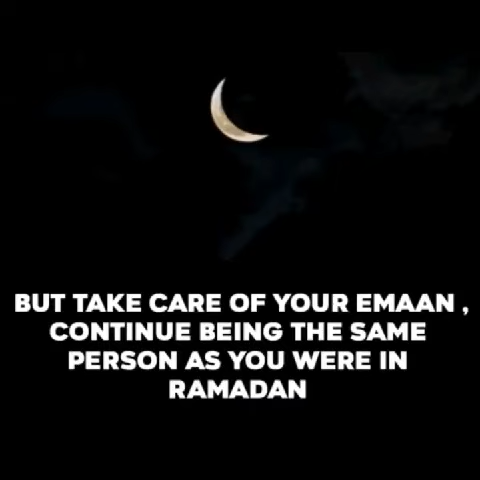 BUT TAKE CARE OF YOUR EMAAN ,
CONTINUE BEING THE SAME
PERSON AS YOU WERE IN
RAMADAN